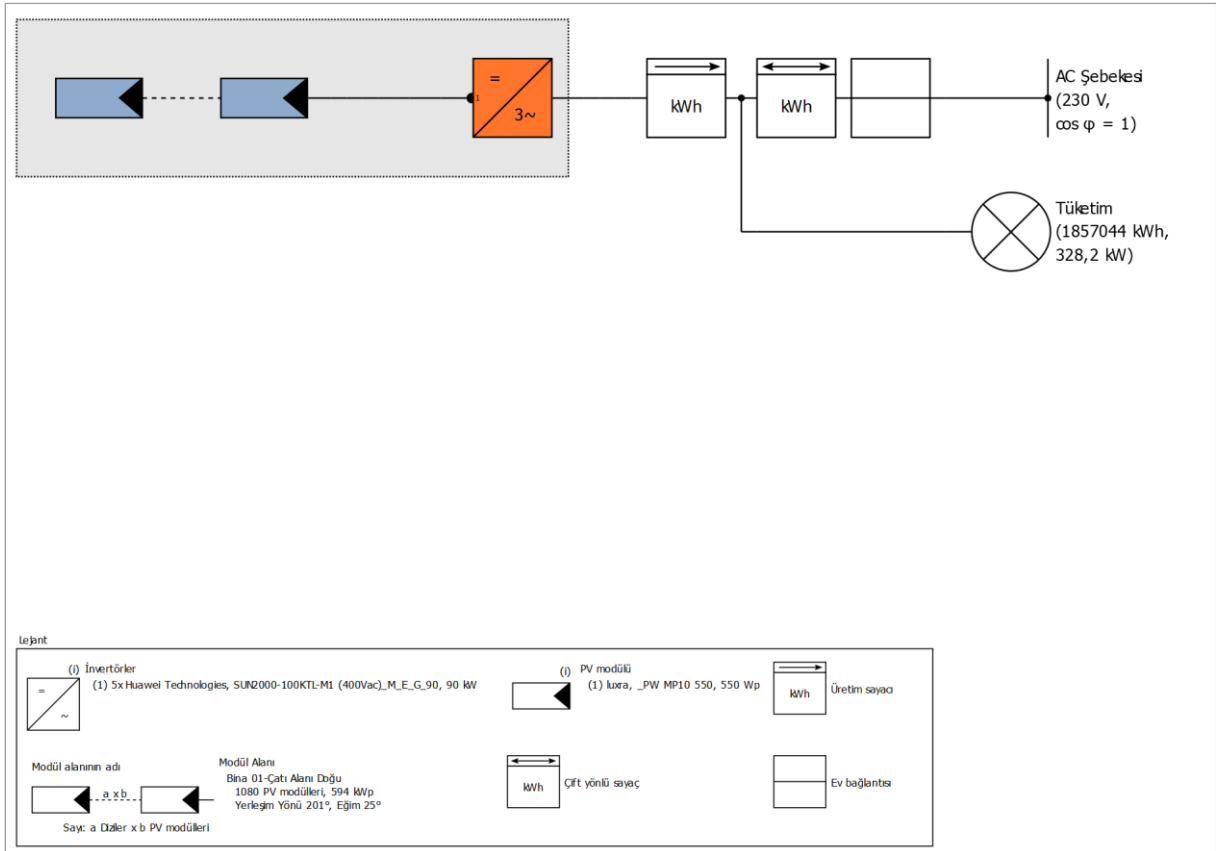 =
3~
1
kWh
kWh
AC Şebekesi
(230 V,
cos φ = 1)
Tüketim
(1857044 kWh,
328,2 kW)
Lejant
(i) İnvertörler
(1) 5x Huawei Technologies, SUN2000-100KTL-M1 (400Vac)_M_E_G_90, 90 kW
=
~
(i) PV modülü
(1) luxra, _PW MP10 550, 550 Wp
kWh
Üretim sayacı
Modül alanının adı
a x b
Sayı: a Diziler x b PV modülleri
Modül Alanı
Bina 01-Çatı Alanı Doğu
1080 PV modülleri, 594 kWp
Yerleşim Yönü 201°, Eğim 25°
kWh
Çift yönlü sayaç
Ev bağlantısı